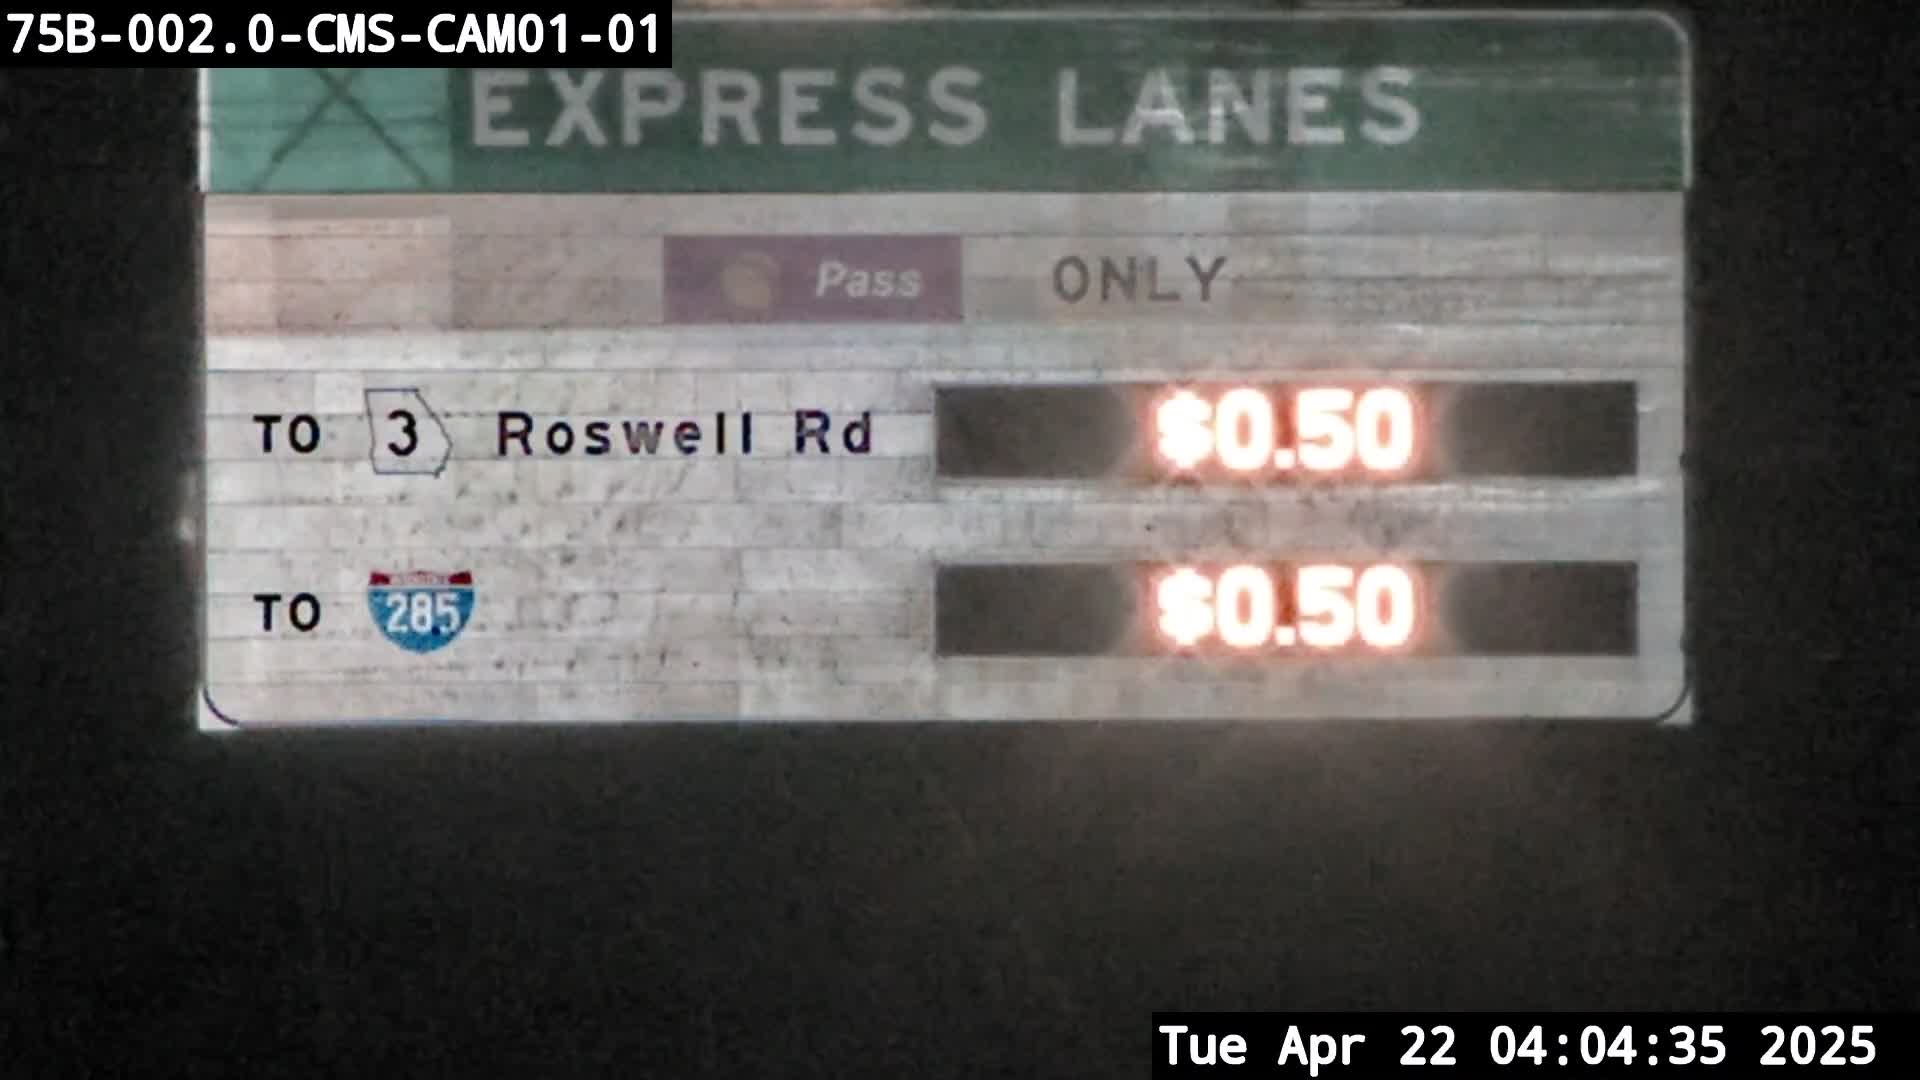 75B-002.0-CMS-CAM01-01
EXPRESS LANES
Pass ONLY
TO 3 Roswell Rd $0.50
TO 285 $0.50
Tue Apr 22 04:04:35 2025